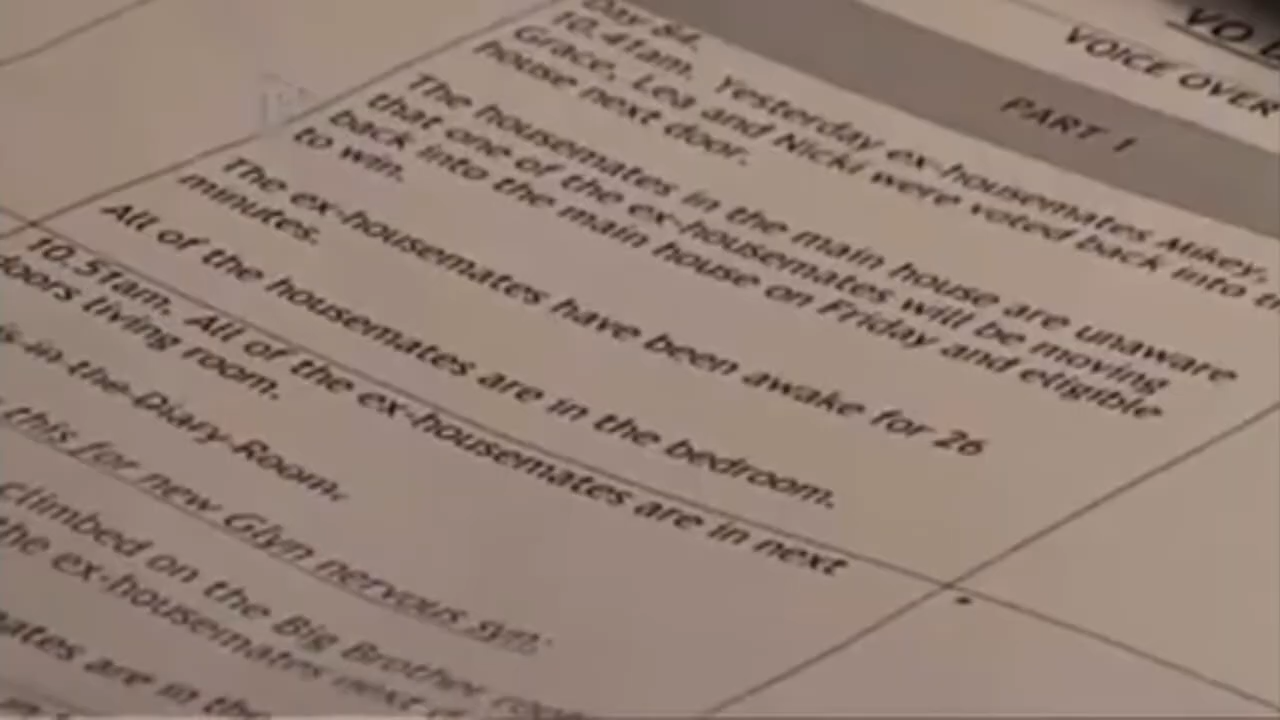 VO
VOICE OVER
PART 1
Day 84.
10.41am. Yesterday ex-housemates Mikey,
Grace, Lea and Nicki were voted back into
house next door.
The housemates in the main house are unaware
that one of the ex-housemates will be moving
back into the main house on Friday and eligible
to win.
The ex-housemates have been awake for 26
minutes.
All of the housemates are in the bedroom.
10.51am. All of the ex-housemates are in next
doors living room.
is-in-the-Diary-Room.
this for new Glyn nervous syn:
climbed on the Big Brother
the ex-housemates next
are in the